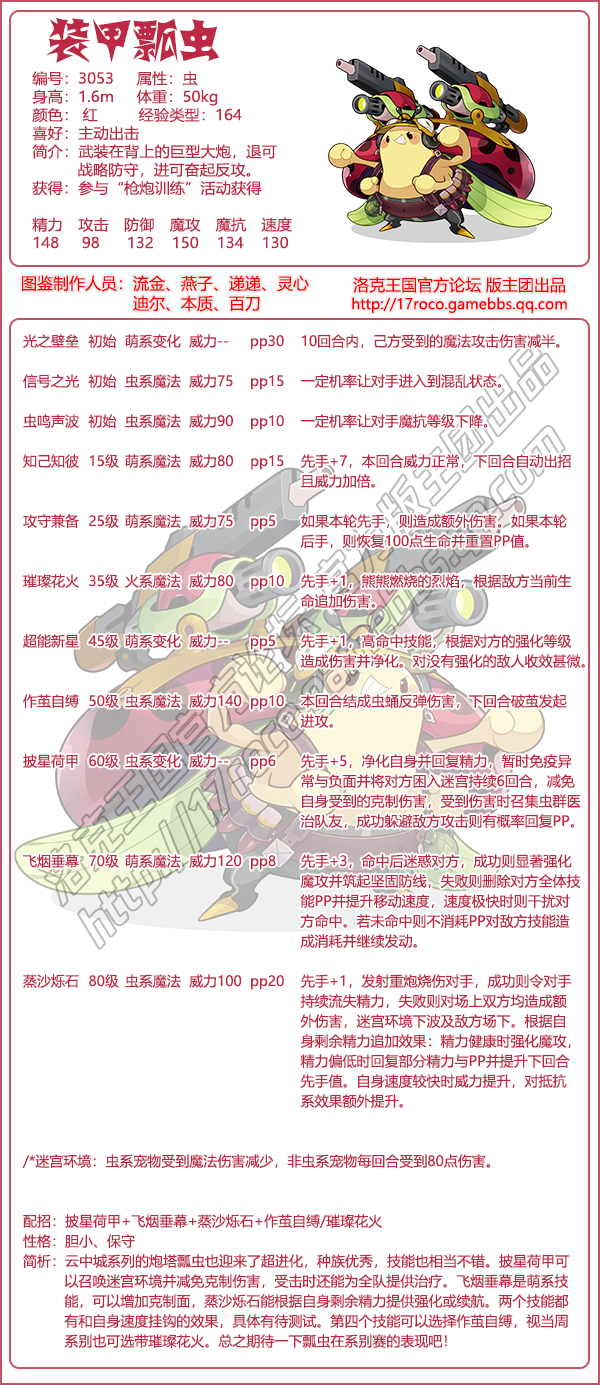 装甲瓢虫
编号：3053 属性：虫
身高：1.6m 体重：50kg
颜色： 红 经验类型：164
喜好：主动出击
简介：武装在背上的巨型大炮，退可
战略防守，进可奋起反攻。
获得：参与“枪炮训练”活动获得
精力 攻击 防御 魔攻 魔抗 速度
148 98 132 150 134 130
图鉴制作人员：流金、燕子、递递、灵心
迪尔、本质、百刀
洛克王国官方论坛 版主团出品
http://17roco.gamebbs.qq.com
光之壁垒 初始 萌系变化 威力-- pp30 10回合内，己方受到的魔法攻击伤害减半。
信号之光 初始 虫系魔法 威力75 pp15 一定机率让对手进入到混乱状态。
虫鸣声波 初始 虫系魔法 威力90 pp10 一定机率让对手魔抗等级下降。
知己知彼 15级 萌系魔法 威力80 pp15 先手+7，本回合威力正常，下回合自动出招
且威力加倍。
攻守兼备 25级 萌系魔法 威力75 pp5 如果本轮先手，则造成额外伤害。如果本轮
后手，则恢复100点生命并重置PP值。
璀璨花火 35级 火系魔法 威力80 pp10 先手+1，熊熊燃烧的烈焰，根据敌方当前生
命追加伤害。
超能新星 45级 萌系变化 威力-- pp5 先手+1，高命中技能，根据对方的强化等级
造成伤害并净化。对没有强化的敌人收效甚微。
作茧自缚 50级 虫系魔法 威力140 pp10 本回合结成虫蛹反弹伤害，下回合破茧发起
进攻。
披星荷甲 60级 虫系变化 威力-- pp6 先手+5，净化自身并回复精力，暂时免疫异
常与负面并将对方困入迷宫持续6回合，减免
自身受到的克制伤害，受到伤害时召集虫群医
治队友，成功躲避敌方攻击则有概率回复PP。
飞烟垂幕 70级 萌系魔法 威力120 pp8 先手+3，命中后迷惑对方，成功则显著强化
魔攻并筑起坚固防线，失败则删除对方全体技
能PP并提升移动速度，速度极快时则干扰对
方命中。若未命中则不消耗PP对敌方技能造
成消耗并继续发动。
蒸沙烁石 80级 虫系魔法 威力100 pp20 先手+1，发射重炮烧伤对手，成功则令对手
持续流失精力，失败则对场上双方均造成额
外伤害，迷宫环境下波及敌方场下。根据自
身剩余精力追加效果：精力健康时强化魔攻，
精力偏低时回复部分精力与PP并提升下回合
先手值。自身速度较快时威力提升，对抵抗
系效果额外提升。
/*迷宫环境：虫系宠物受到魔法伤害减少，非虫系宠物每回合受到80点伤害。
配招：披星荷甲+飞烟垂幕+蒸沙烁石+作茧自缚/璀璨花火
性格：胆小、保守
简析：云中城系列的炮塔瓢虫也迎来了超进化，种族优秀，技能也相当不错。披星荷甲可
以召唤迷宫环境并减免克制伤害，受击时还能为全队提供治疗。飞烟垂幕是萌系技
能，可以增加克制面，蒸沙烁石能根据自身剩余精力提供强化或续航。两个技能都
有和自身速度挂钩的效果，具体有待测试。第四个技能可以选择作茧自缚，视当周
系别也可选带璀璨花火。总之期待一下瓢虫在系别赛的表现吧！
洛克王国官方论坛 版主团出品
http://17roco.gamebbs.qq.com